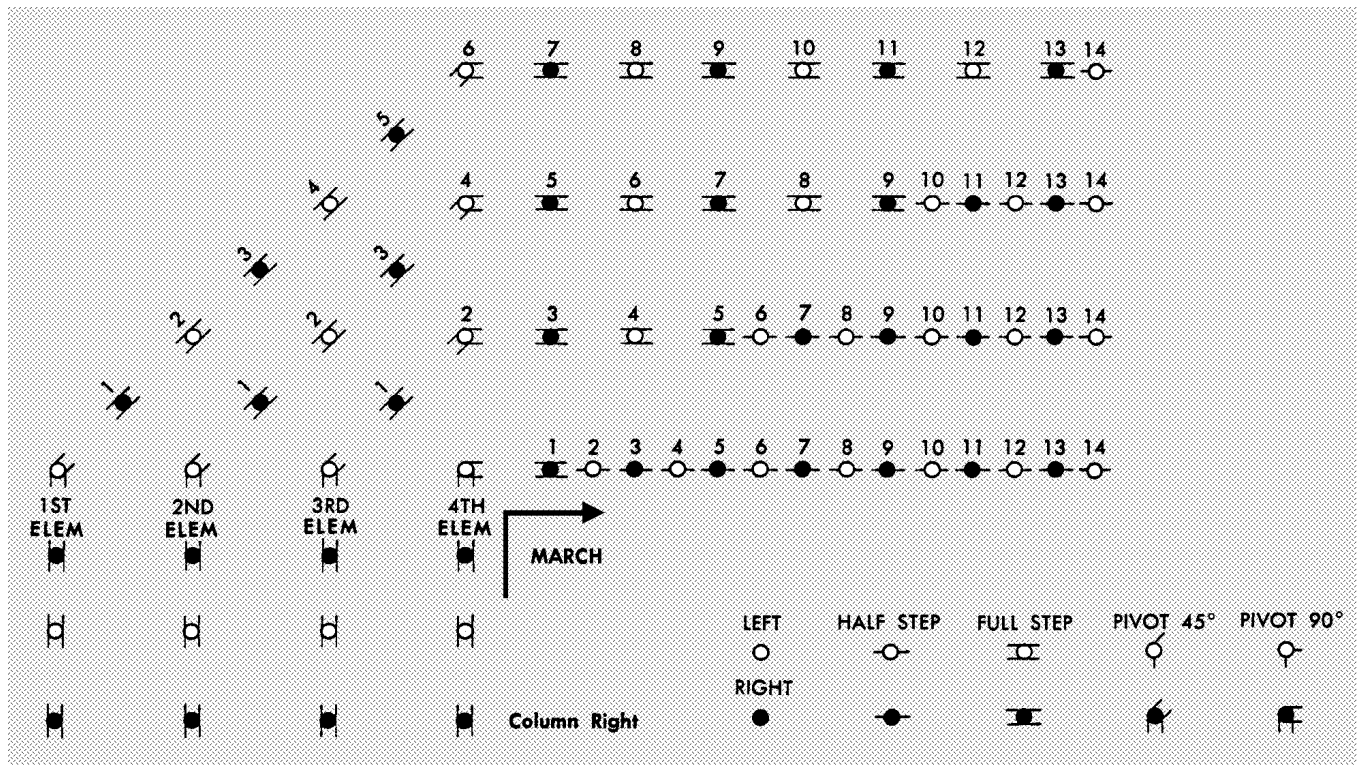 6 7 8 9 10 11 12 13 14
5
4 4 5 6 7 8 9 10 11 12 13 14
3 3
2 2 2 3 4 5 6 7 8 9 10 11 12 13 14
1 1 1
1 2 3 4 5 6 7 8 9 10 11 12 13 14
1ST ELEM
2ND ELEM
3RD ELEM
4TH ELEM
MARCH
LEFT HALF STEP FULL STEP PIVOT 45° PIVOT 90°
RIGHT
Column Right